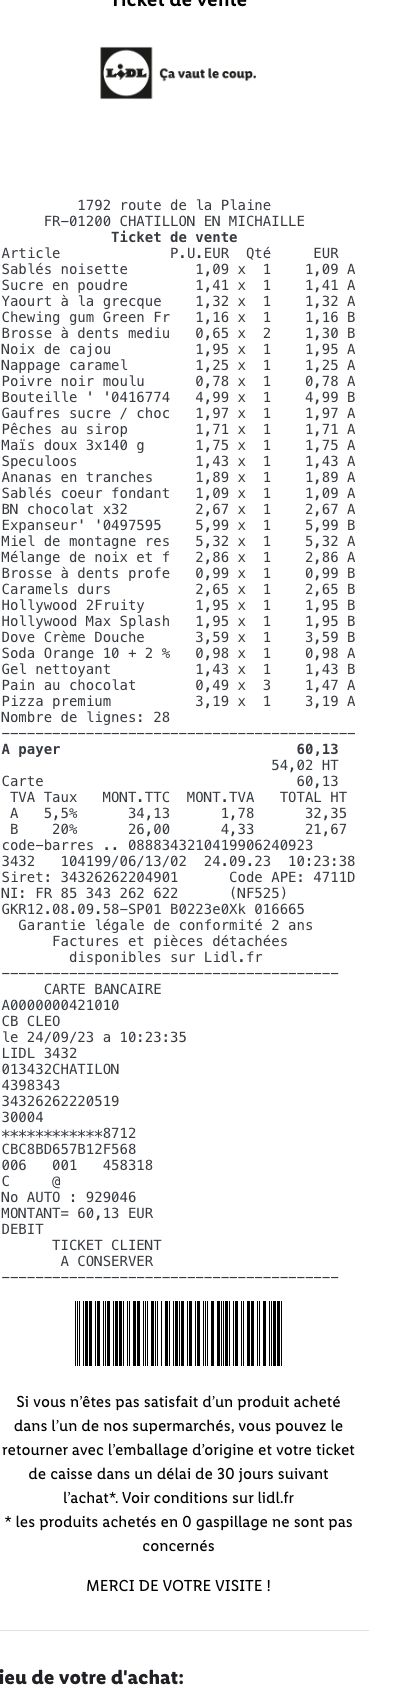 Ticket de vente
LIDL Ça vaut le coup.
1792 route de la Plaine
FR-01200 CHATILLON EN MICHAILLE
Ticket de vente
Article P.U.EUR Qté EUR
Sablés noisette 1,09 x 1 1,09 A
Sucre en poudre 1,41 x 1 1,41 A
Yaourt à la grecque 1,32 x 1 1,32 A
Chewing gum Green Fr 1,16 x 1 1,16 B
Brosse à dents mediu 0,65 x 2 1,30 B
Noix de cajou 1,95 x 1 1,95 A
Nappage caramel 1,25 x 1 1,25 A
Poivre noir moulu 0,78 x 1 0,78 A
Bouteille ' '0416774 4,99 x 1 4,99 B
Gaufres sucre / choc 1,97 x 1 1,97 A
Pêches au sirop 1,71 x 1 1,71 A
Maïs doux 3x140 g 1,75 x 1 1,75 A
Speculoos 1,43 x 1 1,43 A
Ananas en tranches 1,89 x 1 1,89 A
Sablés coeur fondant 1,09 x 1 1,09 A
BN chocolat x32 2,67 x 1 2,67 A
Expanseur' '0497595 5,99 x 1 5,99 B
Miel de montagne res 5,32 x 1 5,32 A
Mélange de noix et f 2,86 x 1 2,86 A
Brosse à dents profe 0,99 x 1 0,99 B
Caramels durs 2,65 x 1 2,65 B
Hollywood 2Fruity 1,95 x 1 1,95 B
Hollywood Max Splash 1,95 x 1 1,95 B
Dove Crème Douche 3,59 x 1 3,59 B
Soda Orange 10 + 2 % 0,98 x 1 0,98 A
Gel nettoyant 1,43 x 1 1,43 B
Pain au chocolat 0,49 x 3 1,47 A
Pizza premium 3,19 x 1 3,19 A
Nombre de lignes: 28
A payer 60,13
54,02 HT
Carte 60,13
TVA Taux MONT.TTC MONT.TVA TOTAL HT
A 5,5% 34,13 1,78 32,35
B 20% 26,00 4,33 21,67
code-barres .. 0888343210419906240923
3432 104199/06/13/02 24.09.23 10:23:38
Siret: 34326262204901 Code APE: 4711D
NI: FR 85 343 262 622 (NF525)
GKR12.08.09.58-SP01 B0223e0Xk 016665
Garantie légale de conformité 2 ans
Factures et pièces détachées
disponibles sur Lidl.fr
CARTE BANCAIRE
A0000000421010
CB CLEO
le 24/09/23 a 10:23:35
LIDL 3432
013432CHATILON
4398343
34326262220519
30004
************8712
CBC8BD657B12F568
006 001 458318
C @
No AUTO : 929046
MONTANT= 60,13 EUR
DEBIT
TICKET CLIENT
A CONSERVER
Si vous n'êtes pas satisfait d'un produit acheté
dans l'un de nos supermarchés, vous pouvez le
retourner avec l'emballage d'origine et votre ticket
de caisse dans un délai de 30 jours suivant
l'achat*. Voir conditions sur lidl.fr
* les produits achetés en 0 gaspillage ne sont pas
concernés
MERCI DE VOTRE VISITE !
ieu de votre d'achat: